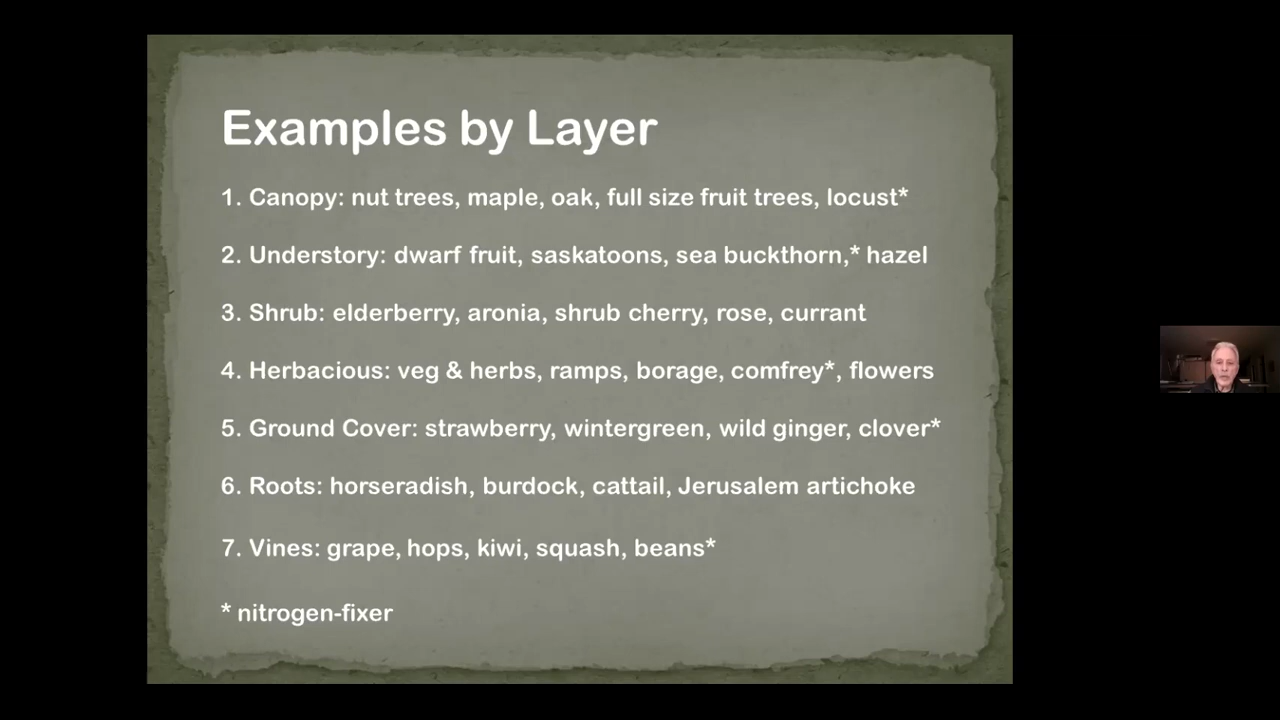 Examples by Layer
1. Canopy: nut trees, maple, oak, full size fruit trees, locust*
2. Understory: dwarf fruit, saskatoons, sea buckthorn,* hazel
3. Shrub: elderberry, aronia, shrub cherry, rose, currant
4. Herbacious: veg & herbs, ramps, borage, comfrey*, flowers
5. Ground Cover: strawberry, wintergreen, wild ginger, clover*
6. Roots: horseradish, burdock, cattail, Jerusalem artichoke
7. Vines: grape, hops, kiwi, squash, beans*
* nitrogen-fixer